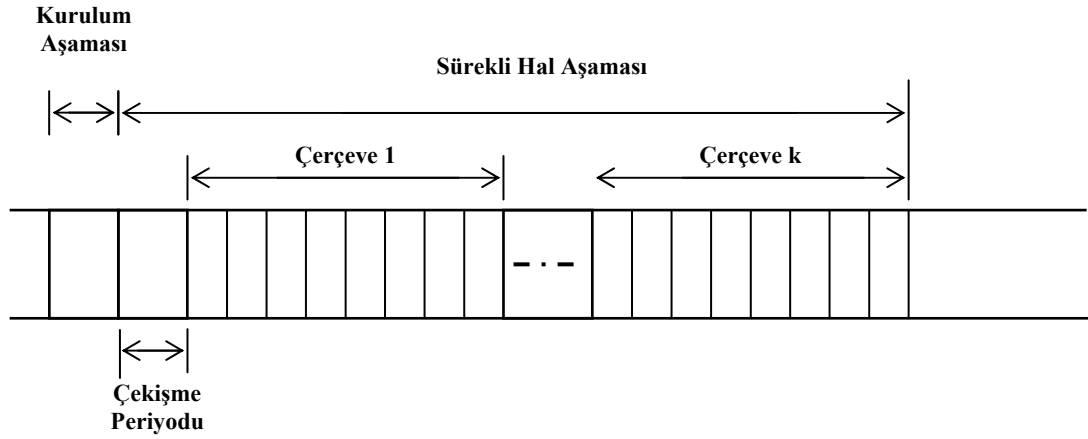 Kurulum
Aşaması
Sürekli Hal Aşaması
Çerçeve 1
Çerçeve k
Çekişme
Periyodu